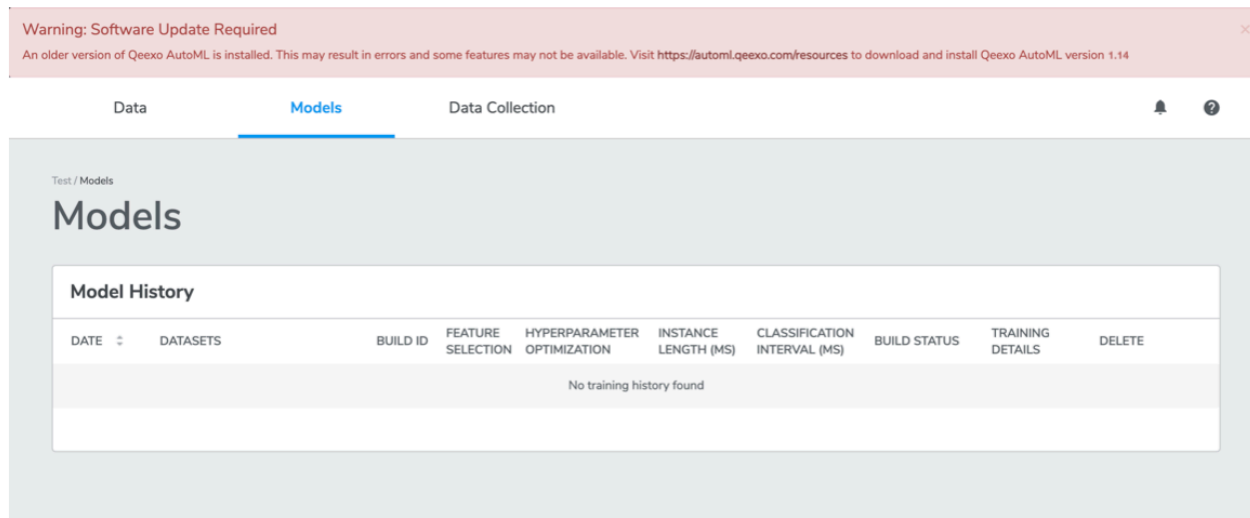 Warning: Software Update Required
An older version of Qeexo AutoML is installed. This may result in errors and some features may not be available. Visit https://automl.qeexo.com/resources to download and install Qeexo AutoML version 1.14
Data Models Data Collection
Test / Models
Models
Model History
DATE DATASETS BUILD ID FEATURE SELECTION HYPERPARAMETER OPTIMIZATION INSTANCE LENGTH (MS) CLASSIFICATION INTERVAL (MS) BUILD STATUS TRAINING DETAILS DELETE
No training history found